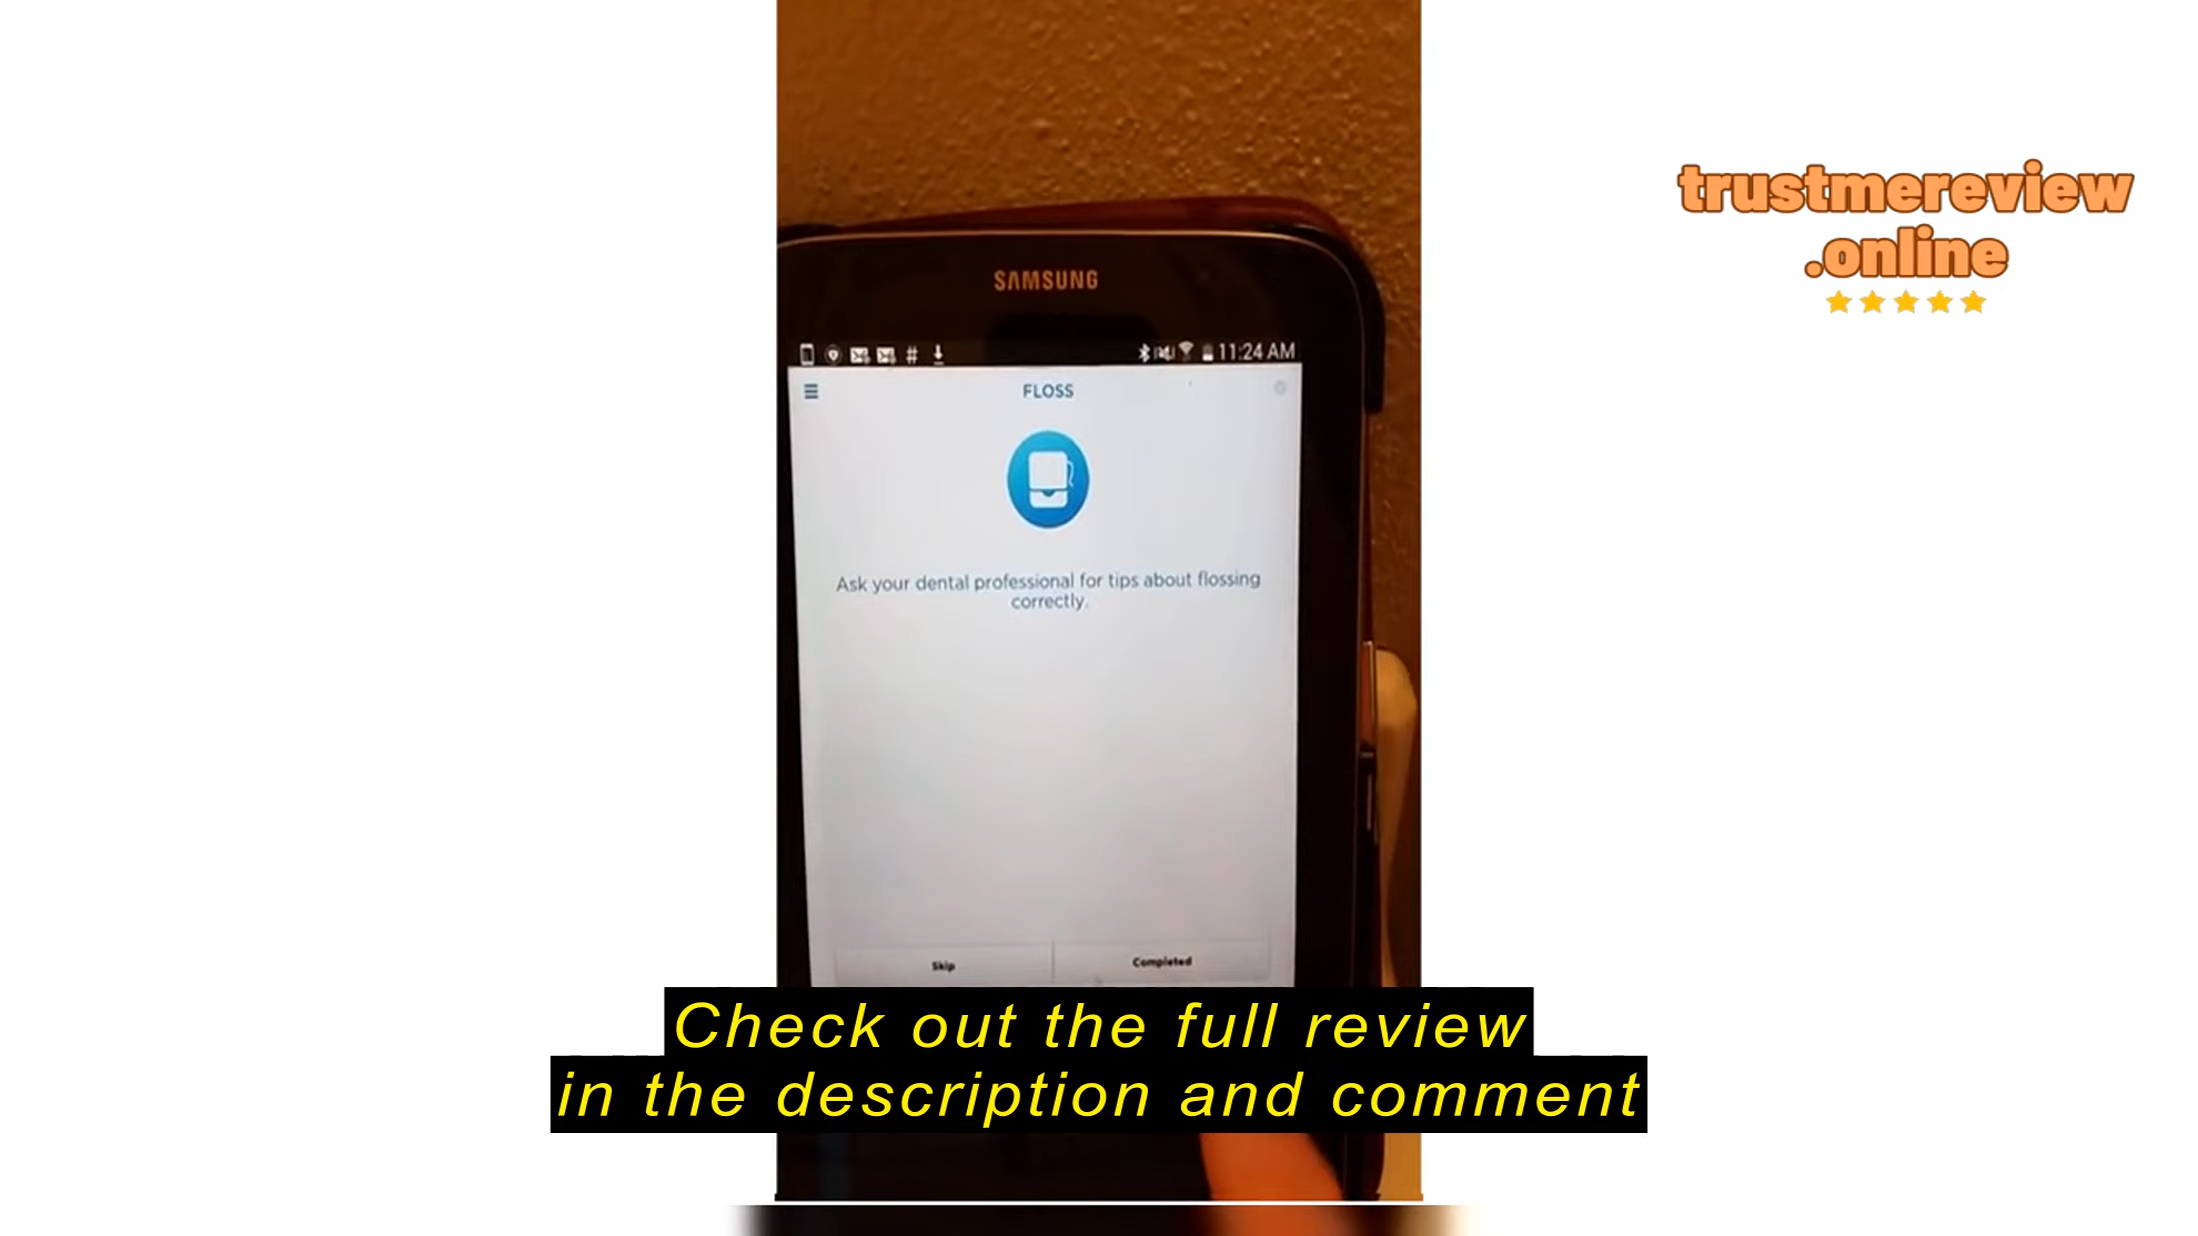 trustmereview
.online
SAMSUNG
# 11:24 AM
FLOSS
Ask your dental professional for tips about flossing
correctly.
Skip Completed
Check out the full review
in the description and comment